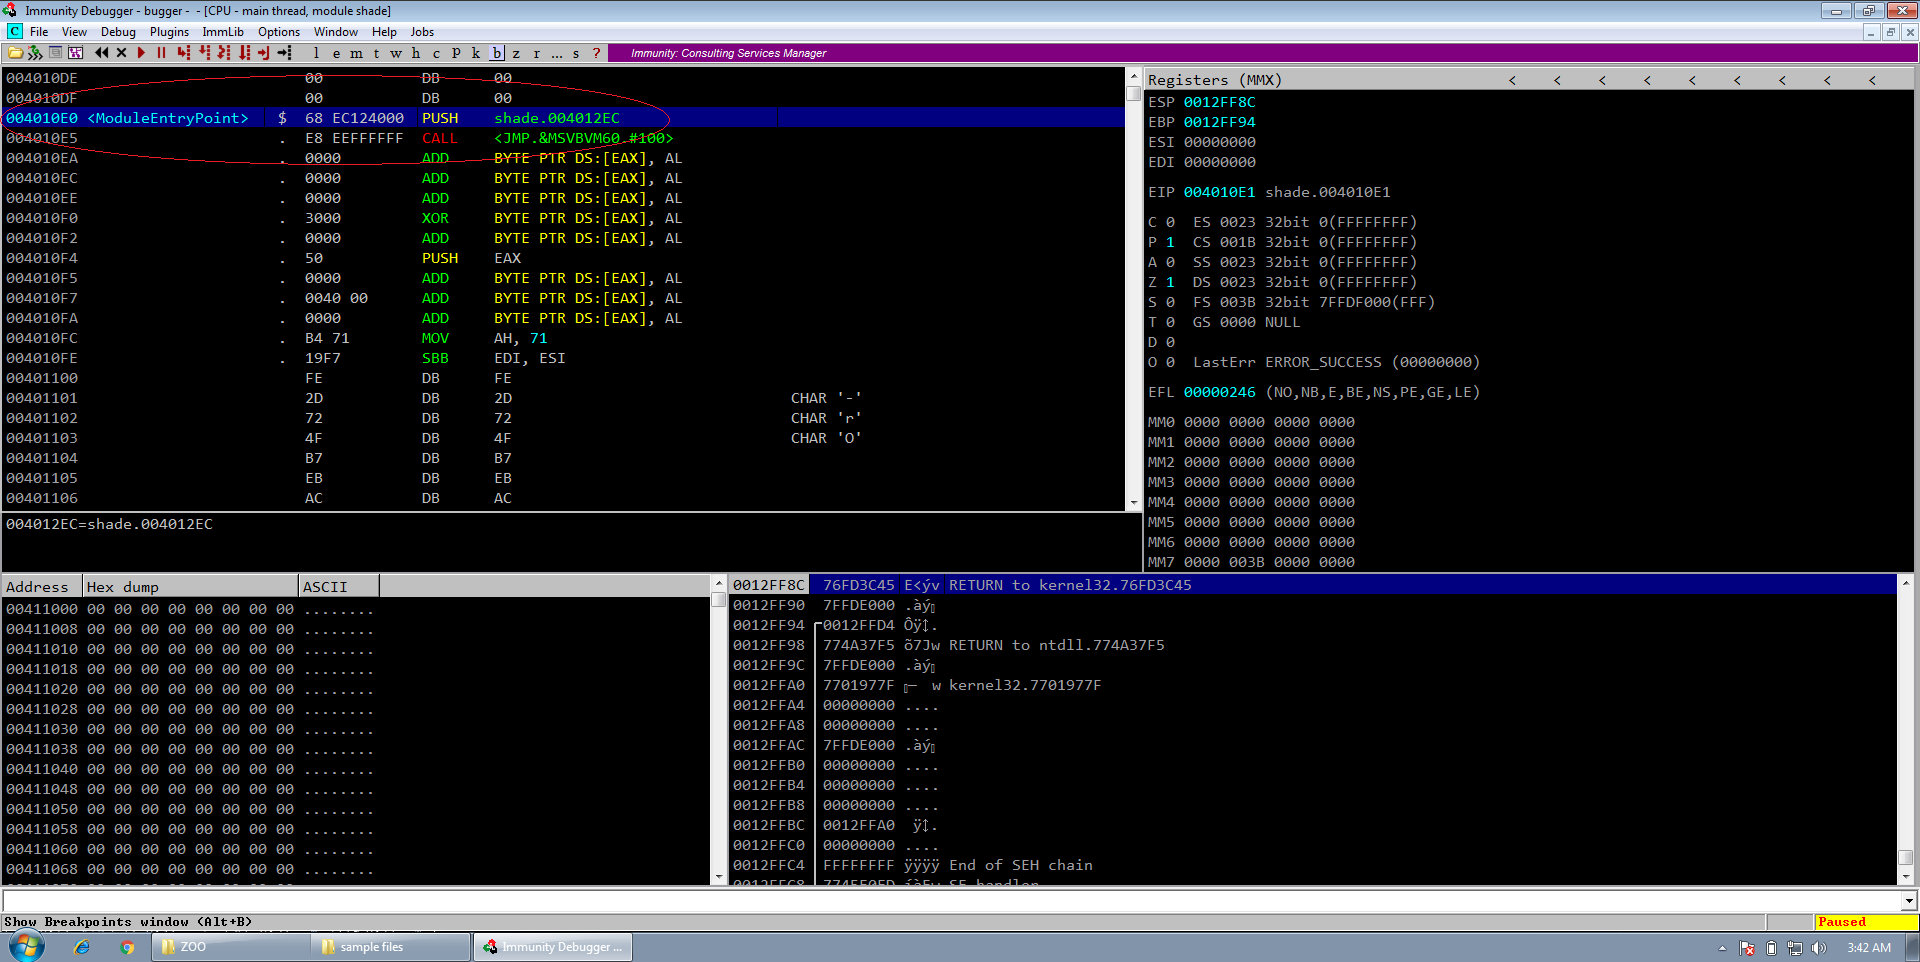 Immunity Debugger - bugger - - [CPU - main thread, module shade]
C File View Debug Plugins ImmLib Options Window Help Jobs
l e m t w h c P k b z r ... s ? Immunity: Consulting Services Manager
004010DE 00 DB 00
004010DF 00 DB 00
004010E0 <ModuleEntryPoint> $ 68 EC124000 PUSH shade.004012EC
004010E5 . E8 EEFFFFFF CALL <JMP.&MSVBVM60.#100>
004010EA . 0000 ADD BYTE PTR DS:[EAX], AL
004010EC . 0000 ADD BYTE PTR DS:[EAX], AL
004010EE . 0000 ADD BYTE PTR DS:[EAX], AL
004010F0 . 3000 XOR BYTE PTR DS:[EAX], AL
004010F2 . 0000 ADD BYTE PTR DS:[EAX], AL
004010F4 . 50 PUSH EAX
004010F5 . 0000 ADD BYTE PTR DS:[EAX], AL
004010F7 . 0040 00 ADD BYTE PTR DS:[EAX], AL
004010FA . 0000 ADD BYTE PTR DS:[EAX], AL
004010FC . B4 71 MOV AH, 71
004010FE . 19F7 SBB EDI, ESI
00401100 FE DB FE
00401101 2D DB 2D CHAR '-'
00401102 72 DB 72 CHAR 'r'
00401103 4F DB 4F CHAR 'O'
00401104 B7 DB B7
00401105 EB DB EB
00401106 AC DB AC
004012EC=shade.004012EC
Registers (MMX) < < < < < < < < <
ESP 0012FF8C
EBP 0012FF94
ESI 00000000
EDI 00000000
EIP 004010E1 shade.004010E1
C 0 ES 0023 32bit 0(FFFFFFFF)
P 1 CS 001B 32bit 0(FFFFFFFF)
A 0 SS 0023 32bit 0(FFFFFFFF)
Z 1 DS 0023 32bit 0(FFFFFFFF)
S 0 FS 003B 32bit 7FFDF000(FFF)
T 0 GS 0000 NULL
D 0
O 0 LastErr ERROR_SUCCESS (00000000)
EFL 00000246 (NO,NB,E,BE,NS,PE,GE,LE)
MM0 0000 0000 0000 0000
MM1 0000 0000 0000 0000
MM2 0000 0000 0000 0000
MM3 0000 0000 0000 0000
MM4 0000 0000 0000 0000
MM5 0000 0000 0000 0000
MM6 0000 0000 0000 0000
MM7 0000 003B 0000 0000
Address Hex dump ASCII
00411000 00 00 00 00 00 00 00 00 ........
00411008 00 00 00 00 00 00 00 00 ........
00411010 00 00 00 00 00 00 00 00 ........
00411018 00 00 00 00 00 00 00 00 ........
00411020 00 00 00 00 00 00 00 00 ........
00411028 00 00 00 00 00 00 00 00 ........
00411030 00 00 00 00 00 00 00 00 ........
00411038 00 00 00 00 00 00 00 00 ........
00411040 00 00 00 00 00 00 00 00 ........
00411048 00 00 00 00 00 00 00 00 ........
00411050 00 00 00 00 00 00 00 00 ........
00411058 00 00 00 00 00 00 00 00 ........
00411060 00 00 00 00 00 00 00 00 ........
00411068 00 00 00 00 00 00 00 00 ........
0012FF8C 76FD3C45 E<ýv RETURN to kernel32.76FD3C45
0012FF90 7FFDE000 .àý▯
0012FF94 0012FFD4 Ôÿ↕.
0012FF98 774A37F5 õ7Jw RETURN to ntdll.774A37F5
0012FF9C 7FFDE000 .àý▯
0012FFA0 7701977F w kernel32.7701977F
0012FFA4 00000000 ....
0012FFA8 00000000 ....
0012FFAC 7FFDE000 .àý▯
0012FFB0 00000000 ....
0012FFB4 00000000 ....
0012FFB8 00000000 ....
0012FFBC 0012FFA0 ÿ↕.
0012FFC0 00000000 ....
0012FFC4 FFFFFFFF ÿÿÿÿ End of SEH chain
Show Breakpoints window (Alt+B)
Paused
ZOO
sample files
Immunity Debugger ...
3:42 AM